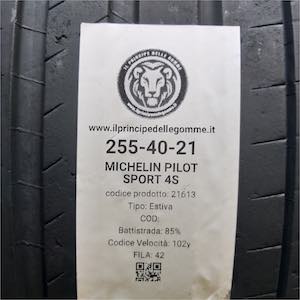 IL PRINCIPE DELLE GOMME
www.ilprincipedellegomme.it
255-40-21
MICHELIN PILOT
SPORT 4S
codice prodotto: 21613
Tipo: Estiva
COD:
Battistrada: 85%
Codice Velocità: 102y
FILA: 42